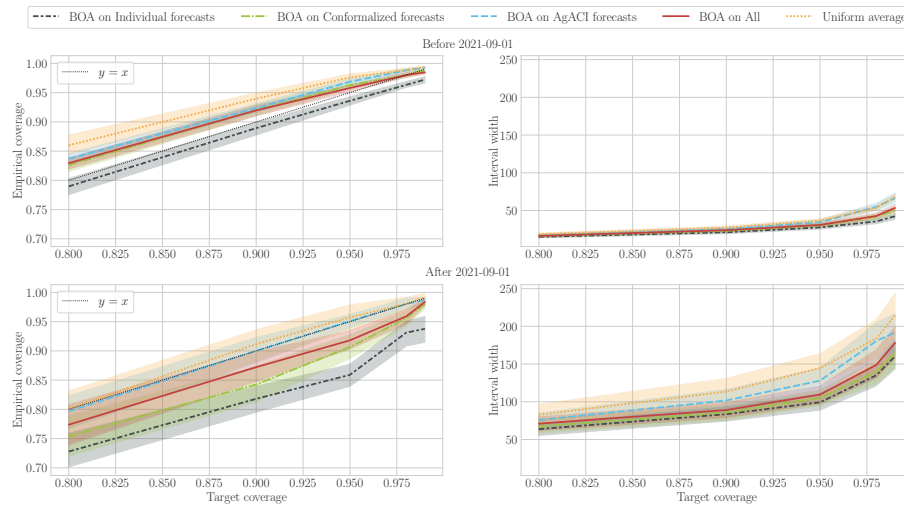 BOA on Individual forecasts BOA on Conformalized forecasts BOA on AgACI forecasts BOA on All Uniform average
Before 2021-09-01
Empirical coverage
1.00
0.95
0.90
0.85
0.80
0.75
0.70
y = x
0.800 0.825 0.850 0.875 0.900 0.925 0.950 0.975
Interval width
250
200
150
100
50
0.800 0.825 0.850 0.875 0.900 0.925 0.950 0.975
After 2021-09-01
Empirical coverage
1.00
0.95
0.90
0.85
0.80
0.75
0.70
y = x
0.800 0.825 0.850 0.875 0.900 0.925 0.950 0.975
Target coverage
Interval width
250
200
150
100
50
0.800 0.825 0.850 0.875 0.900 0.925 0.950 0.975
Target coverage